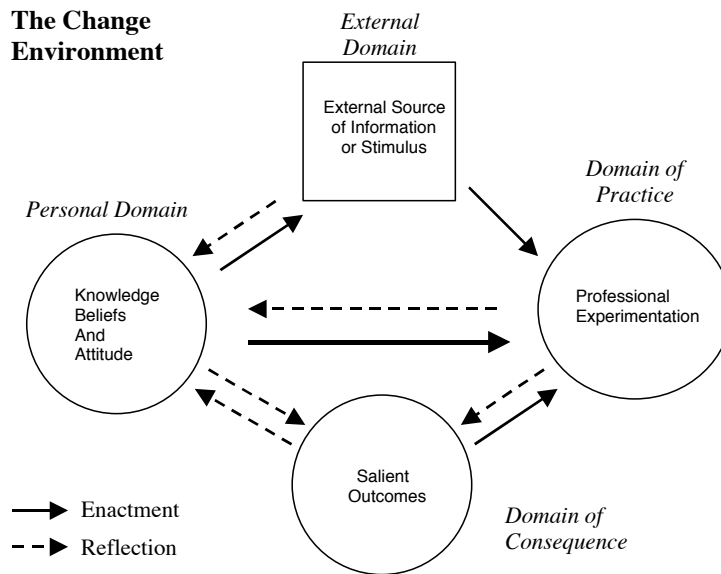 The Change
Environment
External
Domain
External Source
of Information
or Stimulus
Domain of
Practice
Personal Domain
Knowledge
Beliefs
And
Attitude
Professional
Experimentation
Salient
Outcomes
Enactment
Reflection
Domain of
Consequence